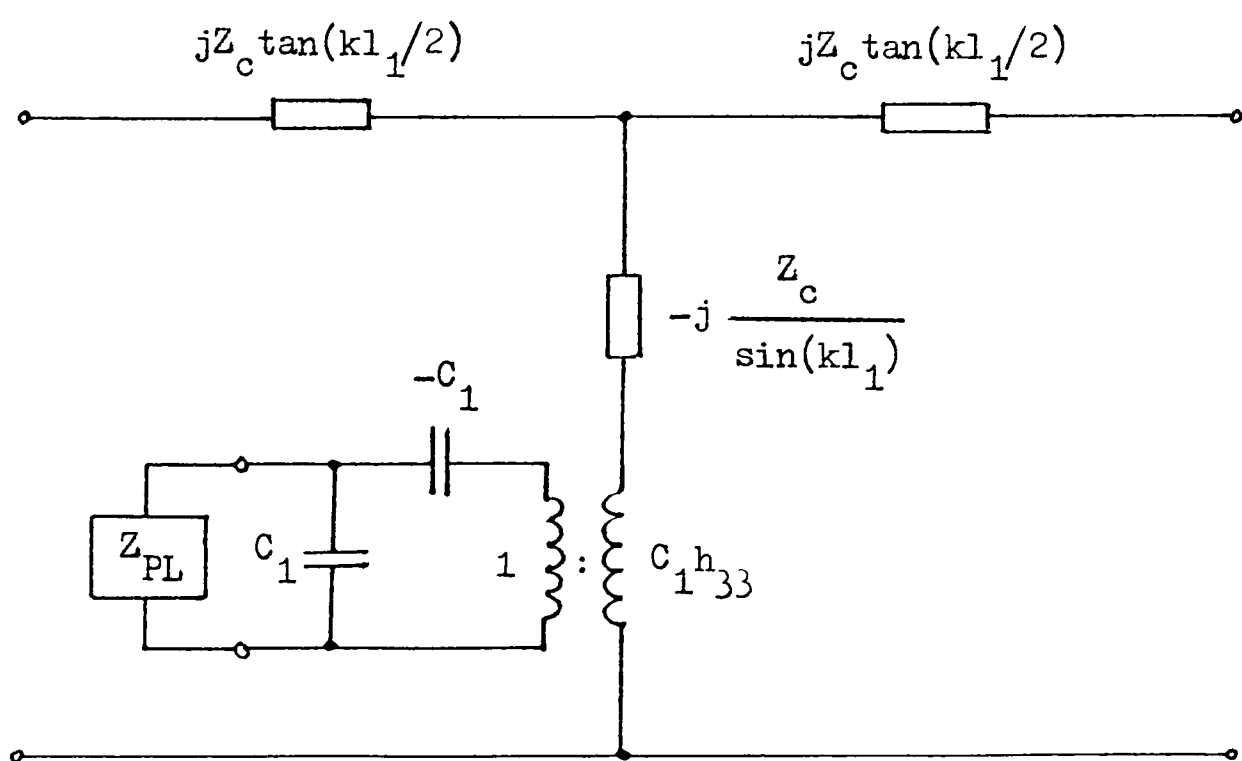 jZ_c tan(kl_1/2)
jZ_c tan(kl_1/2)
-j Z_c / sin(kl_1)
-C_1
Z_PL
C_1
1 : C_1h_33